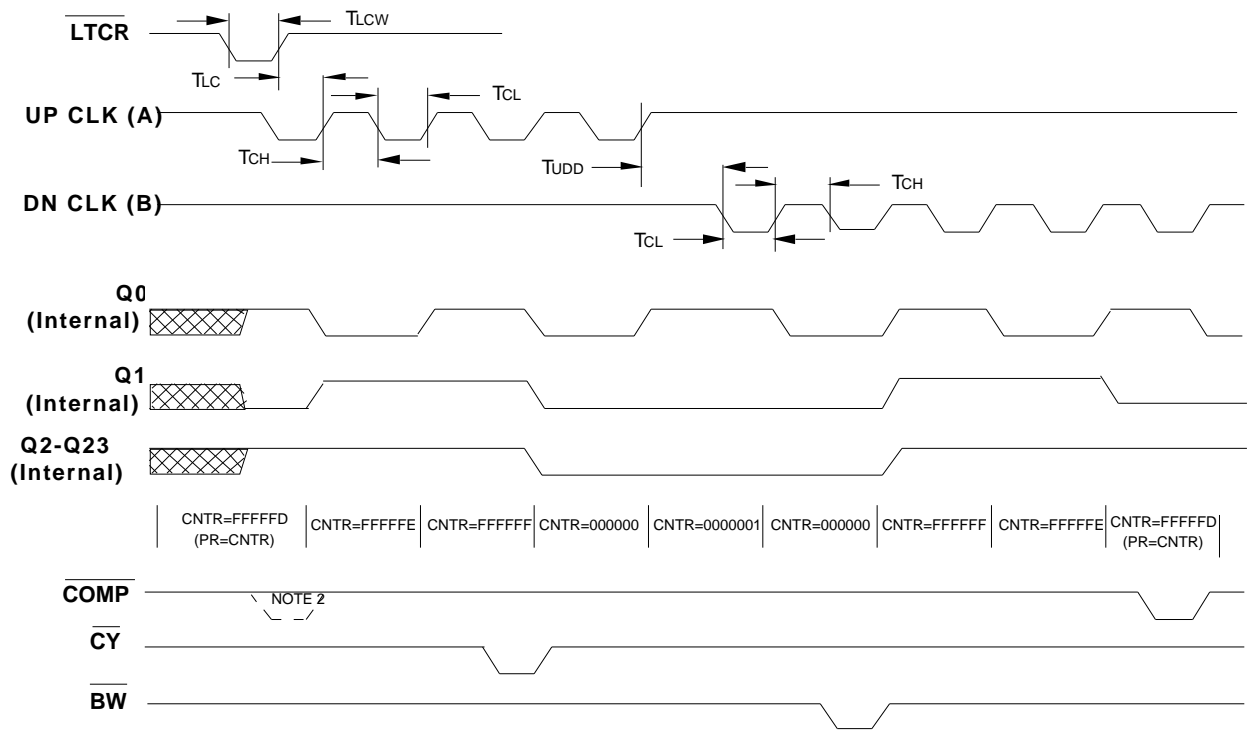 LTCR
TLCW
TLC
UP CLK (A)
TCL
TCH
TUDD
DN CLK (B)
TCH
TCL
Q0
(Internal)
Q1
(Internal)
Q2-Q23
(Internal)
CNTR=FFFFFD
(PR=CNTR)
CNTR=FFFFFE
CNTR=FFFFFF
CNTR=000000
CNTR=0000001
CNTR=000000
CNTR=FFFFFF
CNTR=FFFFFE
CNTR=FFFFFD
(PR=CNTR)
COMP
NOTE 2
CY
BW